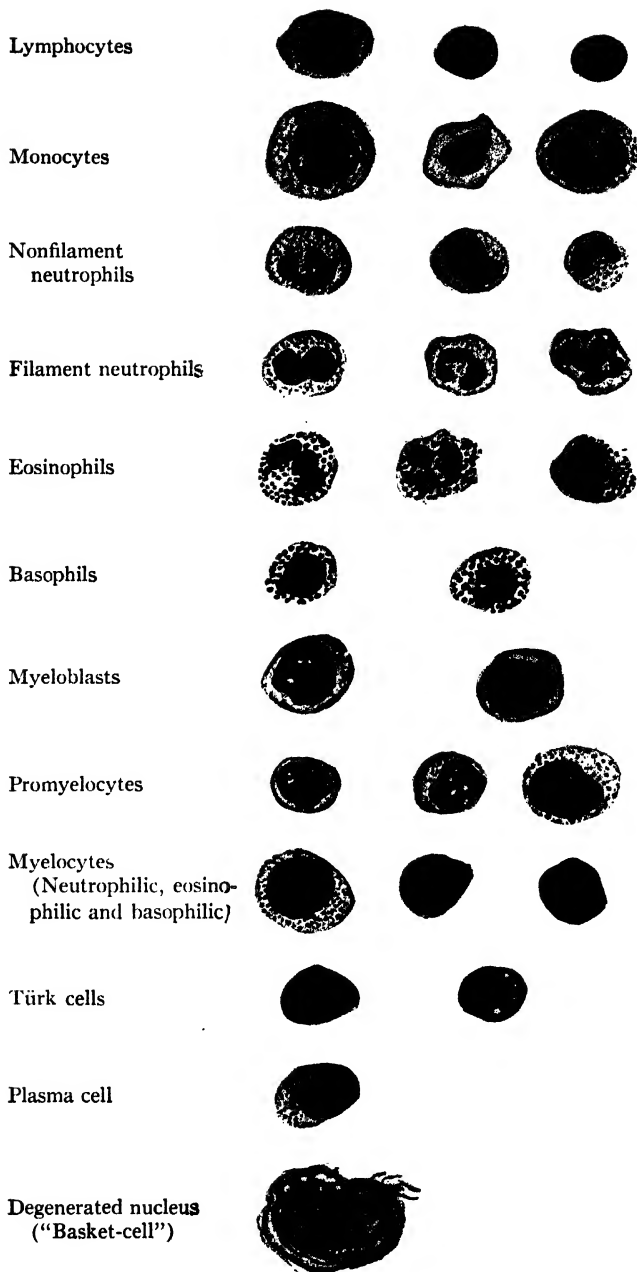 Lymphocytes
Monocytes
Nonfilament
neutrophils
Filament neutrophils
Eosinophils
Basophils
Myeloblasts
Promyelocytes
Myelocytes
(Neutrophilic, eosino-
philic and basophilic)
Türk cells
Plasma cell
Degenerated nucleus
("Basket-cell")